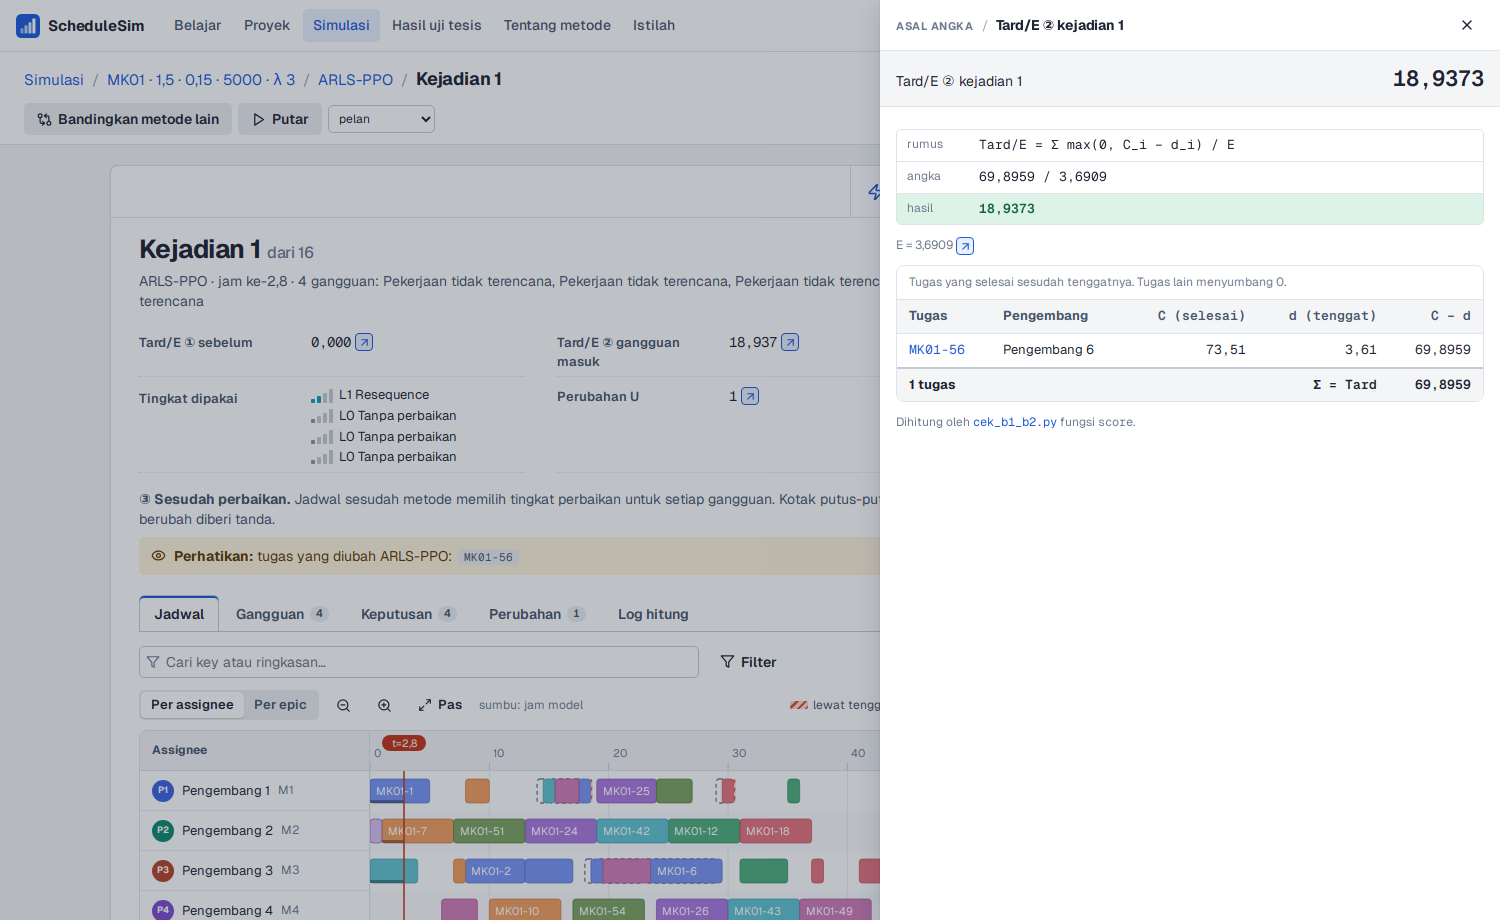 ScheduleSim
Belajar
Proyek
Simulasi
Hasil uji tesis
Tentang metode
Istilah
Simulasi / MK01 · 1,5 · 0,15 · 5000 · λ 3 / ARLS-PPO / Kejadian 1
Bandingkan metode lain
Putar
pelan
Kejadian 1 dari 16
ARLS-PPO · jam ke-2,8 · 4 gangguan: Pekerjaan tidak terencana, Pekerjaan tidak terencana, Pekerjaan tidak terenc
terencana
Tard/E ① sebelum 0,000
Tard/E ② gangguan masuk 18,937
Tingkat dipakai
L1 Resequence
L0 Tanpa perbaikan
L0 Tanpa perbaikan
L0 Tanpa perbaikan
Perubahan U 1
③ Sesudah perbaikan. Jadwal sesudah metode memilih tingkat perbaikan untuk setiap gangguan. Kotak putus-pu
berubah diberi tanda.
Perhatikan: tugas yang diubah ARLS-PPO: MK01-56
Jadwal
Gangguan 4
Keputusan 4
Perubahan 1
Log hitung
Cari key atau ringkasan...
Filter
Per assignee
Per epic
Pas
sumbu: jam model
lewat tengg
Assignee
t=2,8
0 10 20 30 40
P1 Pengembang 1 M1
MK01-1 MK01-25
P2 Pengembang 2 M2
MK01-7 MK01-51 MK01-24 MK01-42 MK01-12 MK01-18
P3 Pengembang 3 M3
MK01-2 MK01-6
P4 Pengembang 4 M4
MK01-10 MK01-54 MK01-26 MK01-43 MK01-49
ASAL ANGKA / Tard/E ② kejadian 1
Tard/E ② kejadian 1 18,9373
rumus Tard/E = Σ max(0, C_i − d_i) / E
angka 69,8959 / 3,6909
hasil 18,9373
E = 3,6909
Tugas yang selesai sesudah tenggatnya. Tugas lain menyumbang 0.
Tugas Pengembang C (selesai) d (tenggat) C − d
MK01-56 Pengembang 6 73,51 3,61 69,8959
1 tugas Σ = Tard 69,8959
Dihitung oleh cek_b1_b2.py fungsi score.